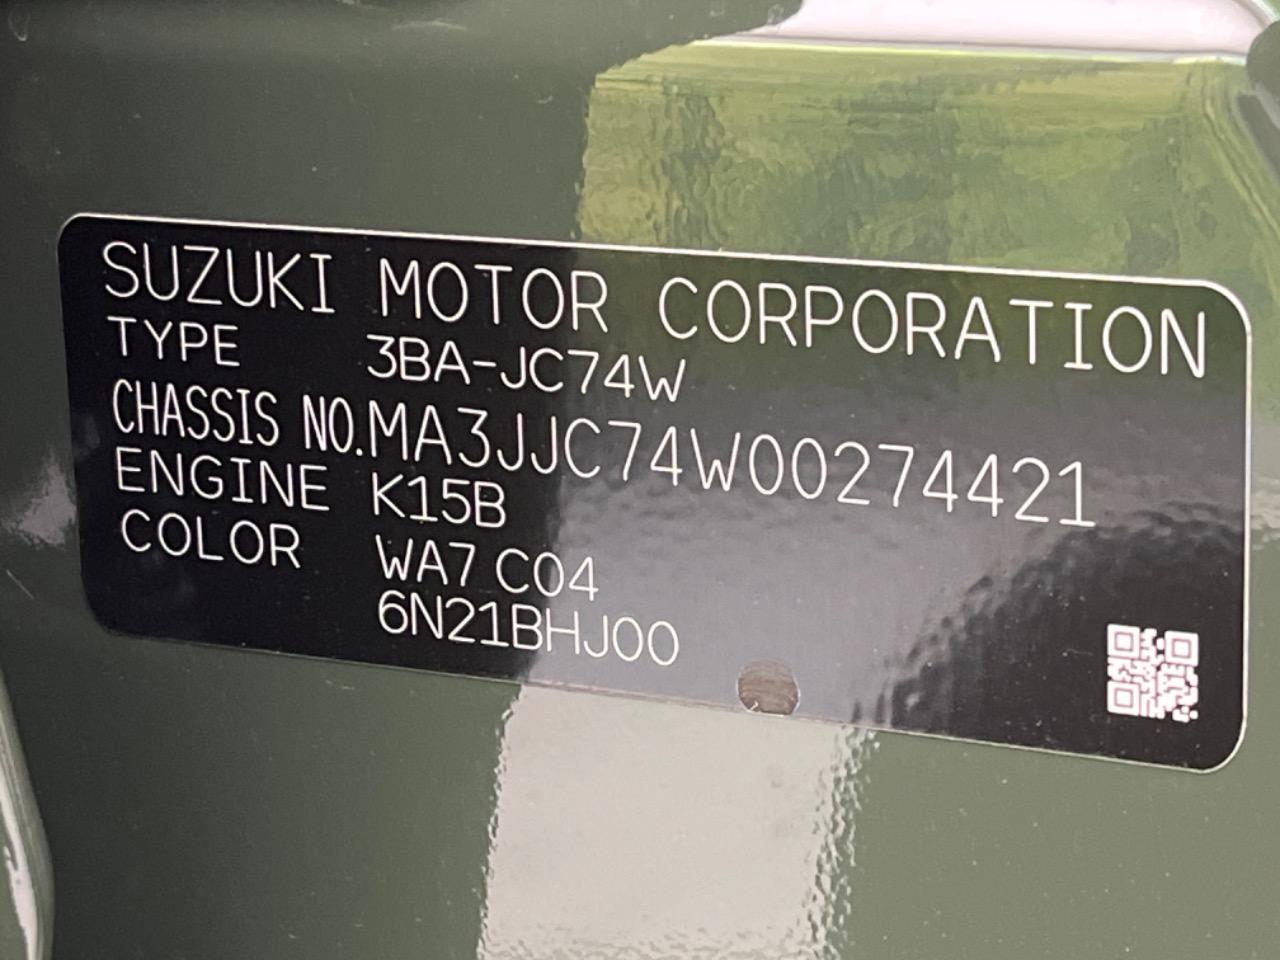 SUZUKI MOTOR CORPORATION
TYPE 3BA-JC74W
CHASSIS NO.MA3JJC74W00274421
ENGINE K15B
COLOR WA7 C04
6N21BHJ00